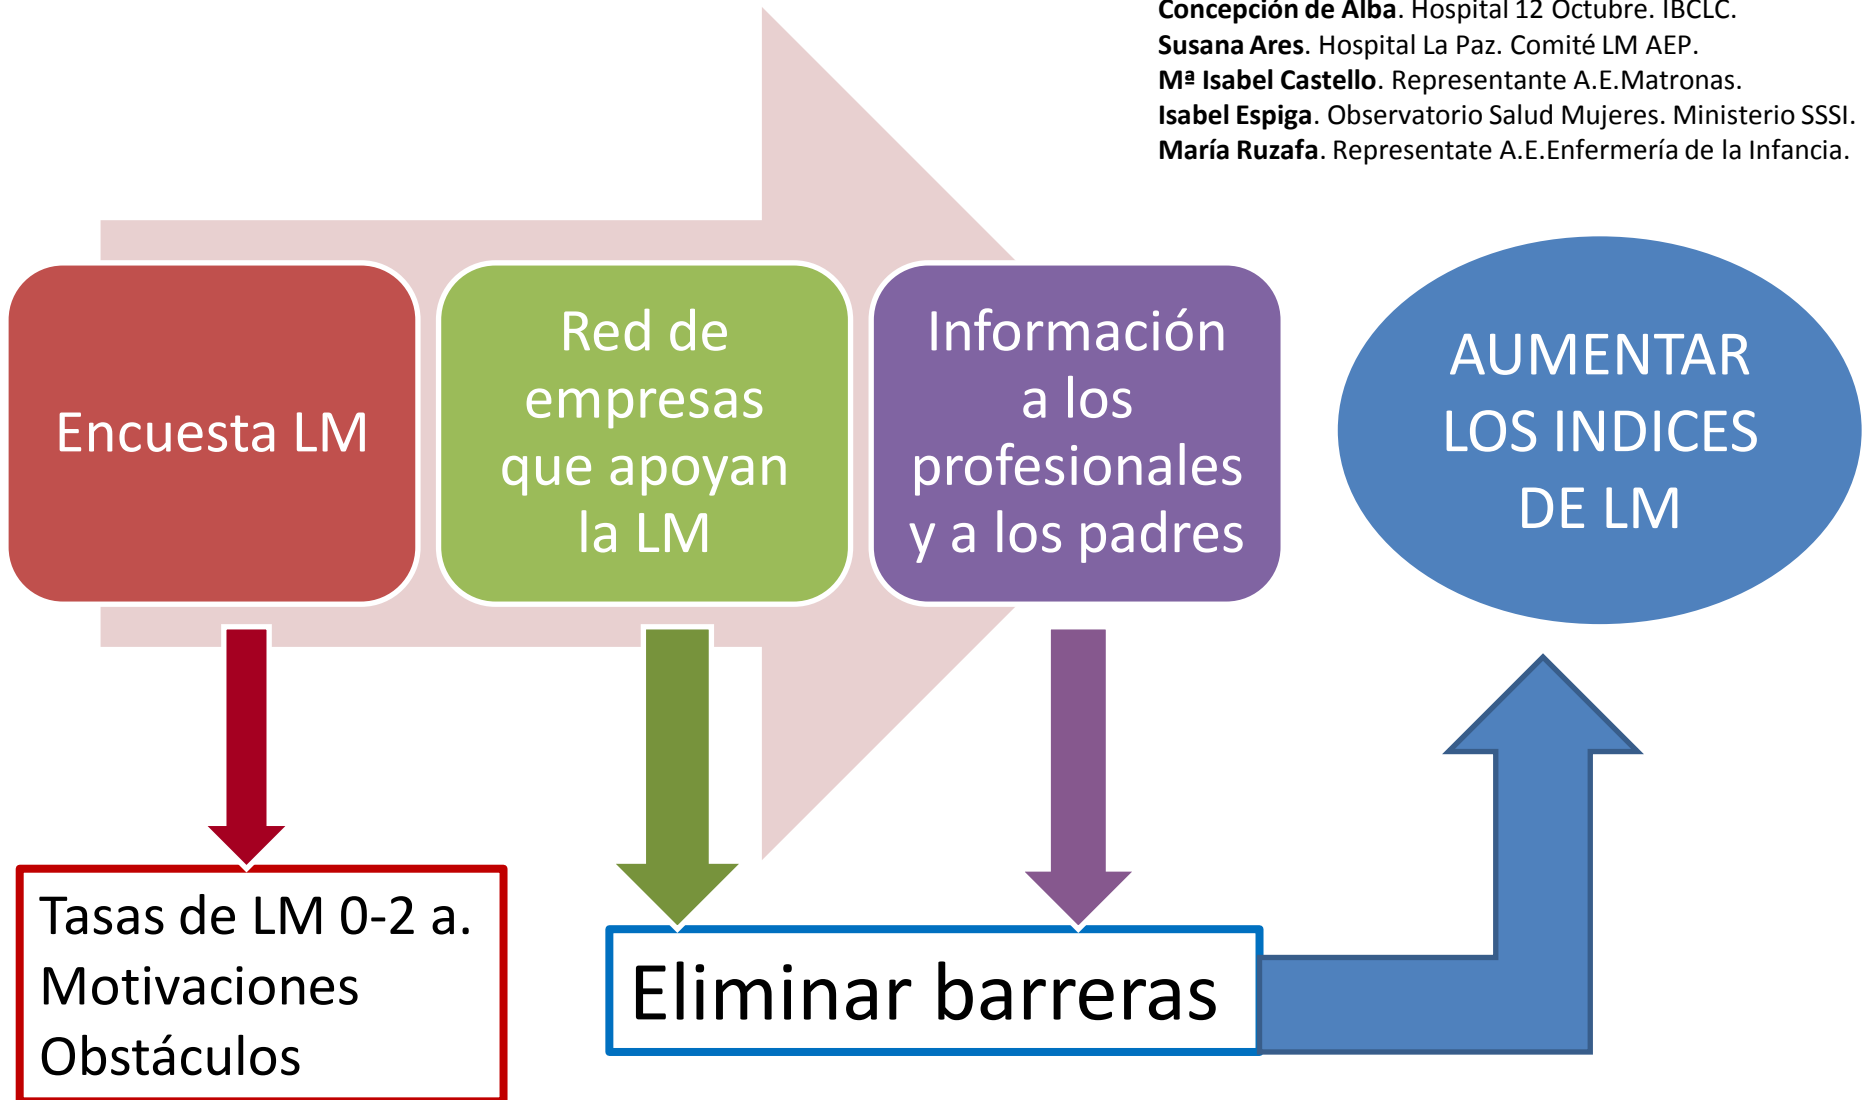 Concepción de Alba. Hospital 12 Octubre. IBCLC.
Susana Ares. Hospital La Paz. Comité LM AEP.
Mª Isabel Castello. Representante A.E.Matronas.
Isabel Espiga. Observatorio Salud Mujeres. Ministerio SSSI.
María Ruzafa. Representate A.E.Enfermería de la Infancia.
Encuesta LM
Red de
empresas
que apoyan
la LM
Información
a los
profesionales
y a los padres
AUMENTAR
LOS INDICES
DE LM
Tasas de LM 0-2 a.
Motivaciones
Obstáculos
Eliminar barreras